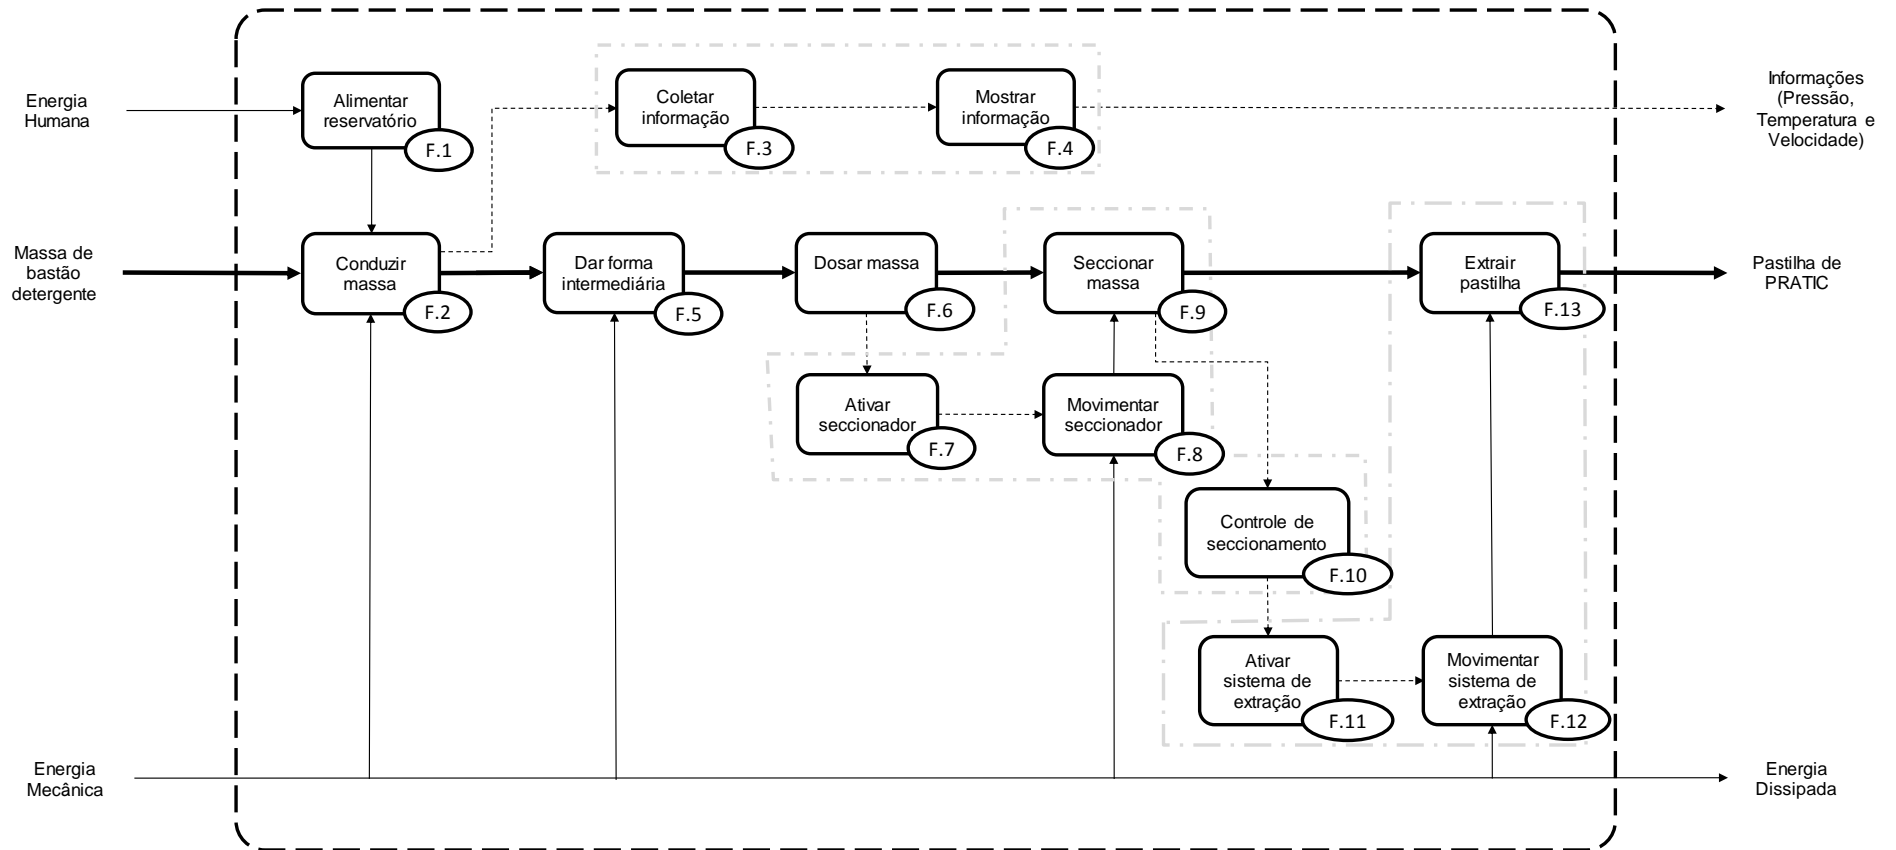 Energia
Humana
Alimentar
reservatório
F.1
Coletar
informação
F.3
Mostrar
informação
F.4
Informações
(Pressão,
Temperatura e
Velocidade)
Massa de
bastão
detergente
Conduzir
massa
F.2
Dar forma
intermediária
F.5
Dosar massa
F.6
Seccionar
massa
F.9
Extrair
pastilha
F.13
Pastilha de
PRATIC
Ativar
seccionador
F.7
Movimentar
seccionador
F.8
Controle de
seccionamento
F.10
Ativar
sistema de
extração
F.11
Movimentar
sistema de
extração
F.12
Energia
Mecânica
Energia
Dissipada